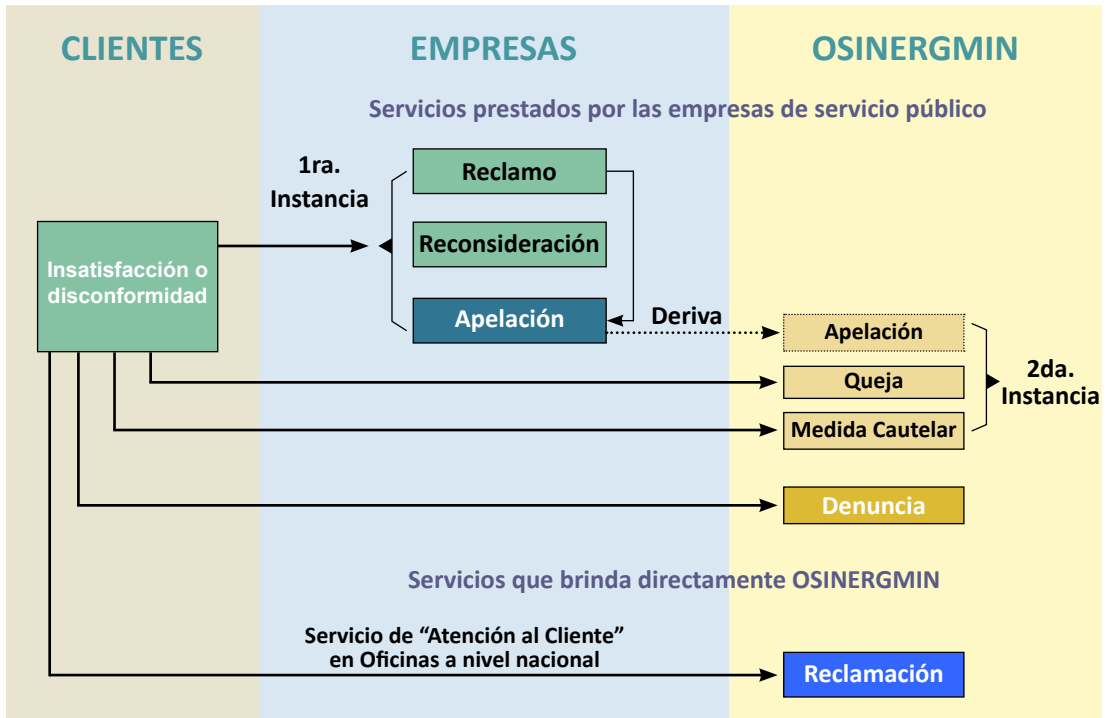 CLIENTES
EMPRESAS
OSINERGMIN
Servicios prestados por las empresas de servicio público
1ra.
Instancia
Reclamo
Reconsideración
Insatisfacción o
disconformidad
Apelación
Deriva
Apelación
Queja
Medida Cautelar
2da.
Instancia
Denuncia
Servicios que brinda directamente OSINERGMIN
Servicio de “Atención al Cliente”
en Oficinas a nivel nacional
Reclamación